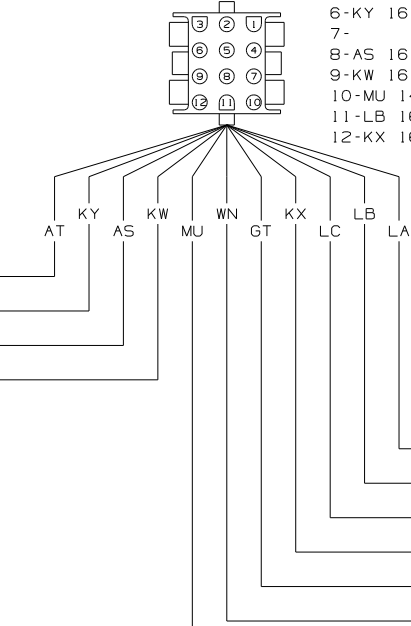 3 2 1
6 5 4
9 8 7
12 11 10
6-KY 16
7-
8-AS 16
9-KW 16
10-MU 1
11-LB 16
12-KX 16
KY KW WN KX LB
AT AS MU GT LC LA